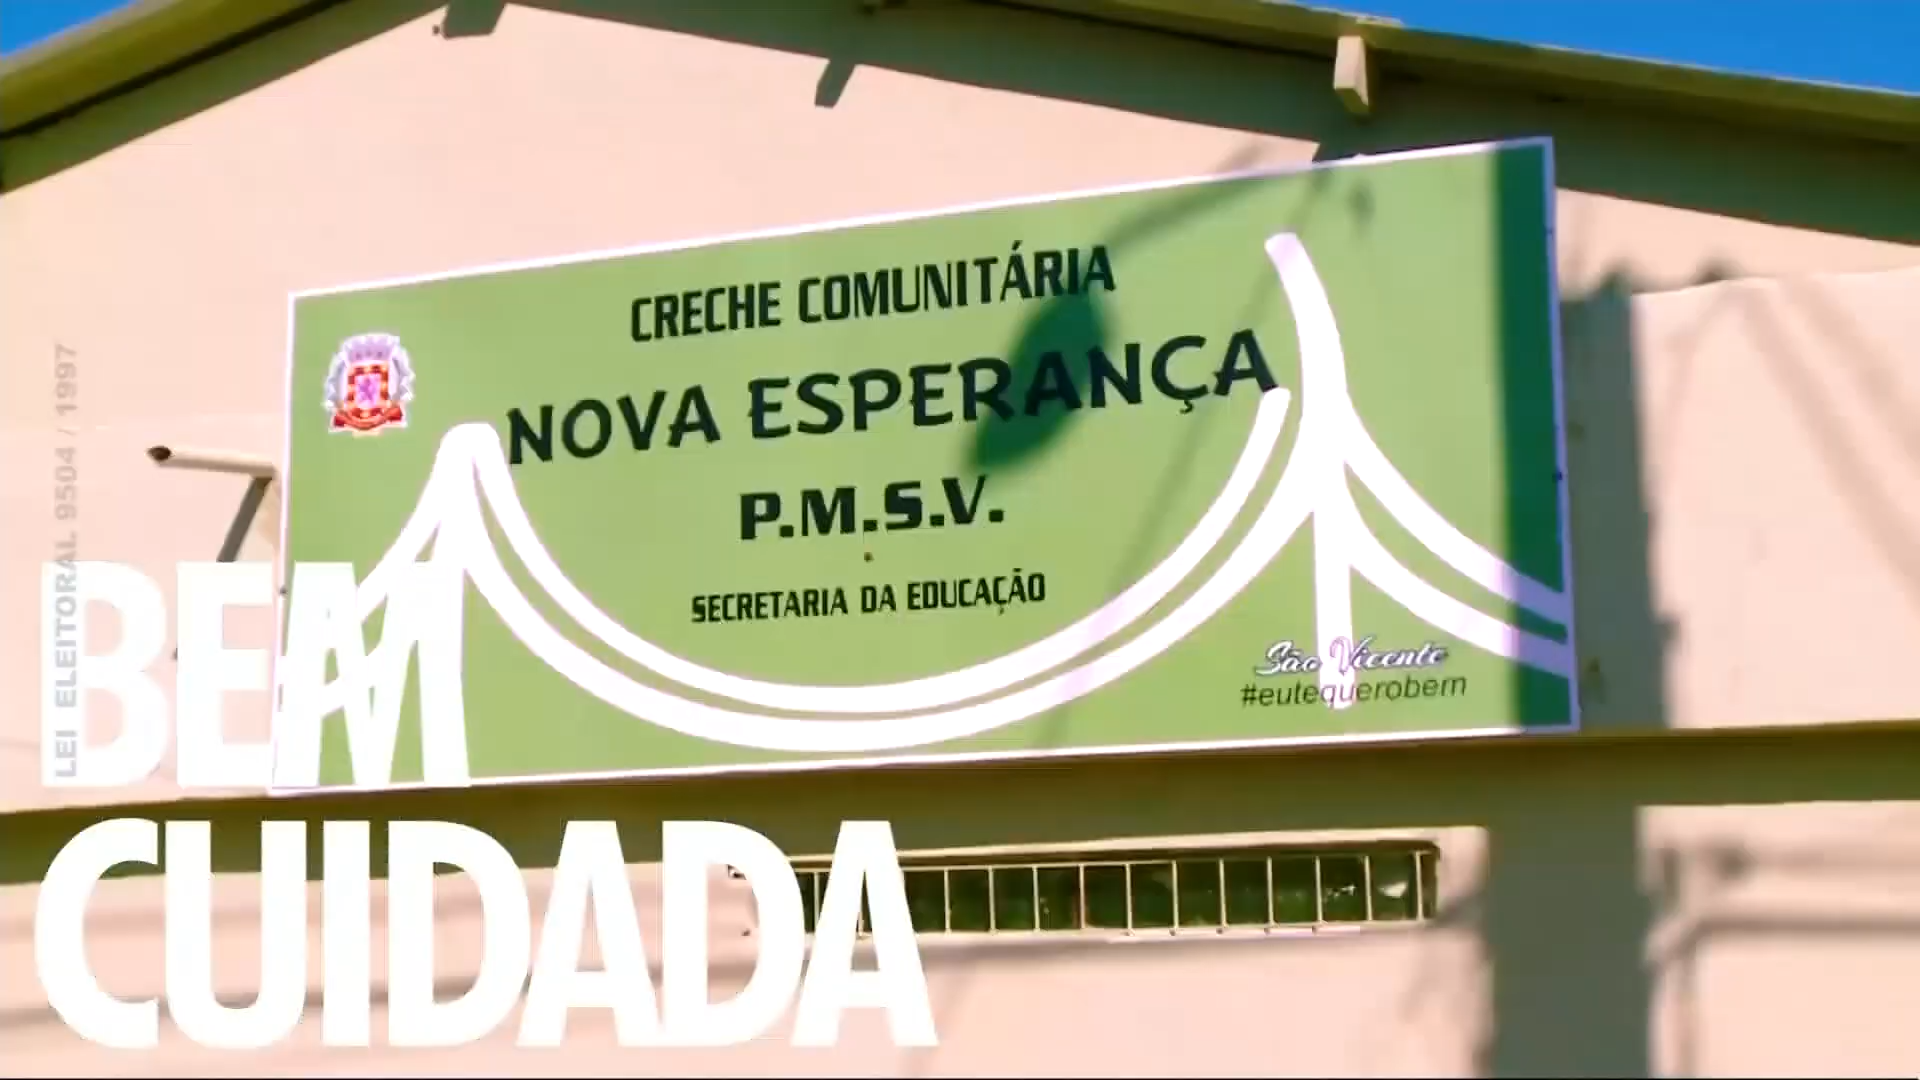 CRECHE COMUNITÁRIA
NOVA ESPERANÇA
P.M.S.V.
SECRETARIA DA EDUCAÇÃO
São Vicente
#eutequerobem
LEI ELEITORAL 9504 / 1997
BEM
CUIDADA